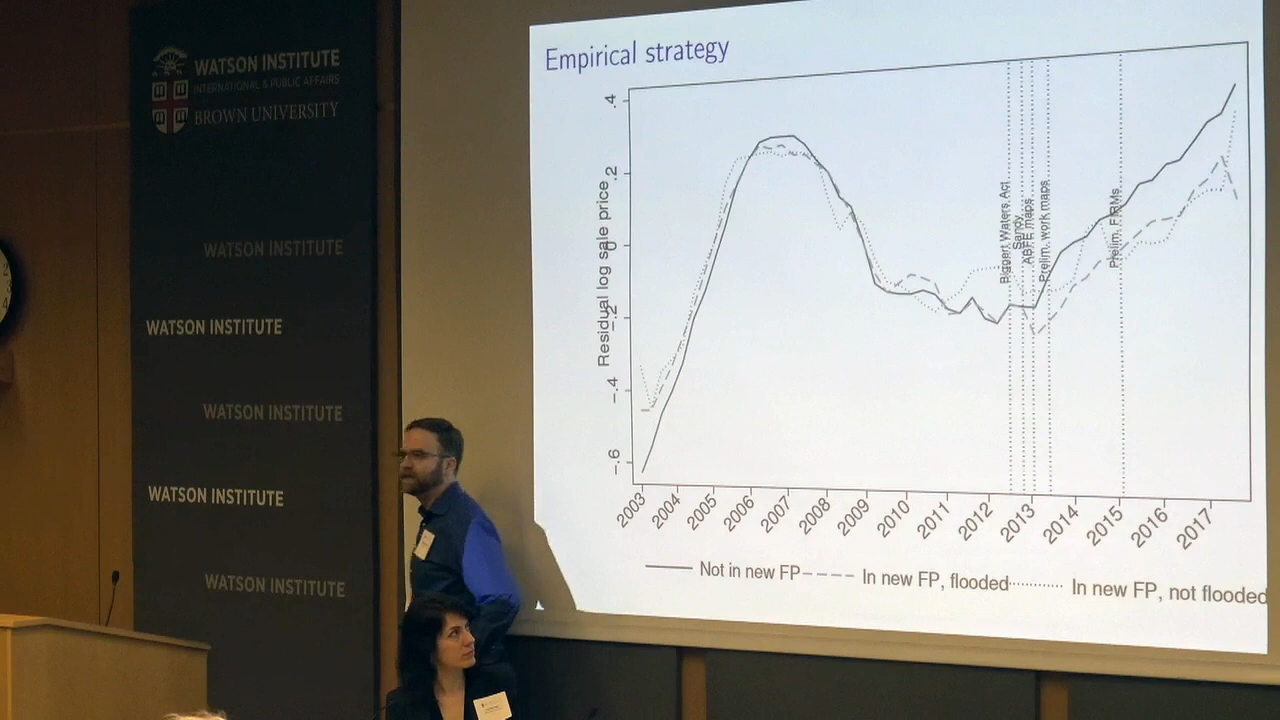 WATSON INSTITUTE
INTERNATIONAL & PUBLIC AFFAIRS
BROWN UNIVERSITY
WATSON INSTITUTE
WATSON INSTITUTE
WATSON INSTITUTE
WATSON INSTITUTE
WATSON INSTITUTE
Empirical strategy
Residual log sale price
.4
.2
0
-.2
-.4
-.6
Biggert Waters Act
Sandy
ABFE maps
Prelim. work maps
Prelim. FIRMs
2003 2004 2005 2006 2007 2008 2009 2010 2011 2012 2013 2014 2015 2016 2017
Not in new FP In new FP, flooded In new FP, not flooded
2
3
4